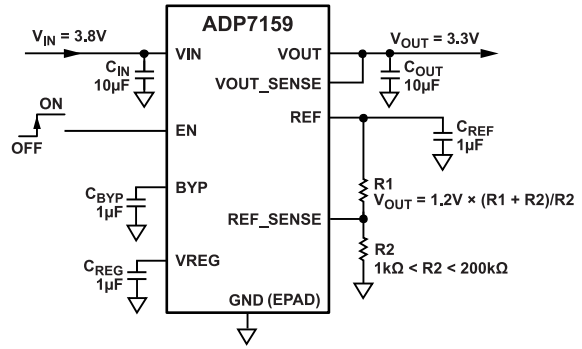 ADP7159
V_IN = 3.8V
VIN
VOUT
V_OUT = 3.3V
C_IN
10µF
VOUT_SENSE
C_OUT
10µF
ON
OFF
EN
REF
C_REF
1µF
C_BYP
1µF
BYP
R1
V_OUT = 1.2V × (R1 + R2)/R2
REF_SENSE
C_REG
1µF
VREG
R2
1kΩ < R2 < 200kΩ
GND (EPAD)